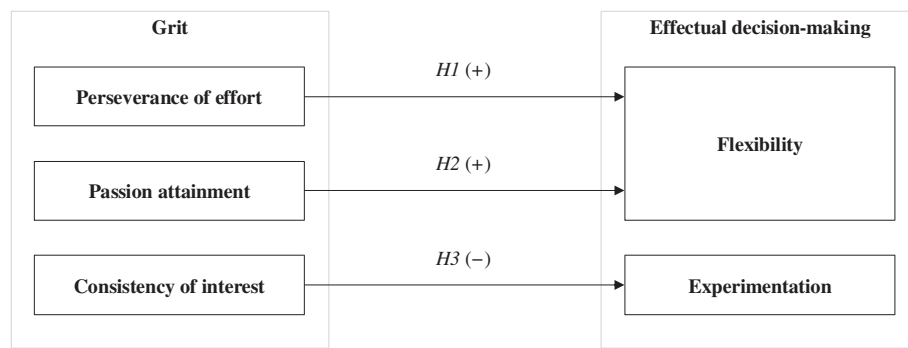 Grit
Effectual decision-making
H1 (+)
Perseverance of effort
Flexibility
H2 (+)
Passion attainment
H3 (−)
Consistency of interest
Experimentation